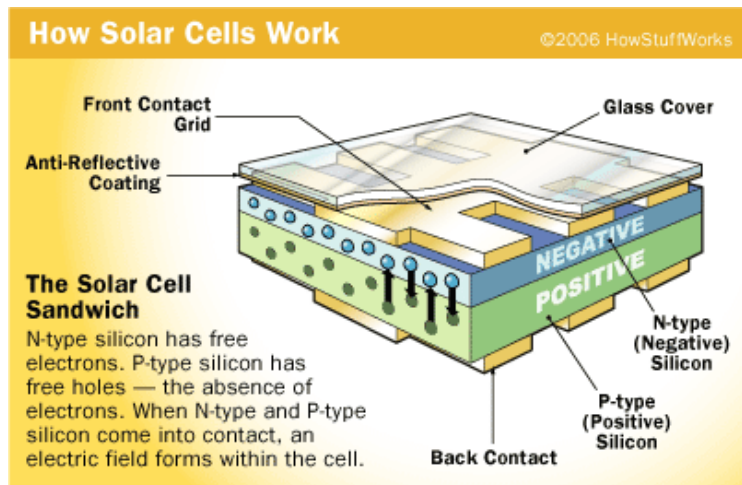 How Solar Cells Work
©2006 HowStuffWorks
Front Contact
Grid
Glass Cover
Anti-Reflective
Coating
NEGATIVE
POSITIVE
The Solar Cell
Sandwich
N-type silicon has free
electrons. P-type silicon has
free holes — the absence of
electrons. When N-type and P-type
silicon come into contact, an
electric field forms within the cell.
N-type
(Negative)
Silicon
P-type
(Positive)
Silicon
Back Contact